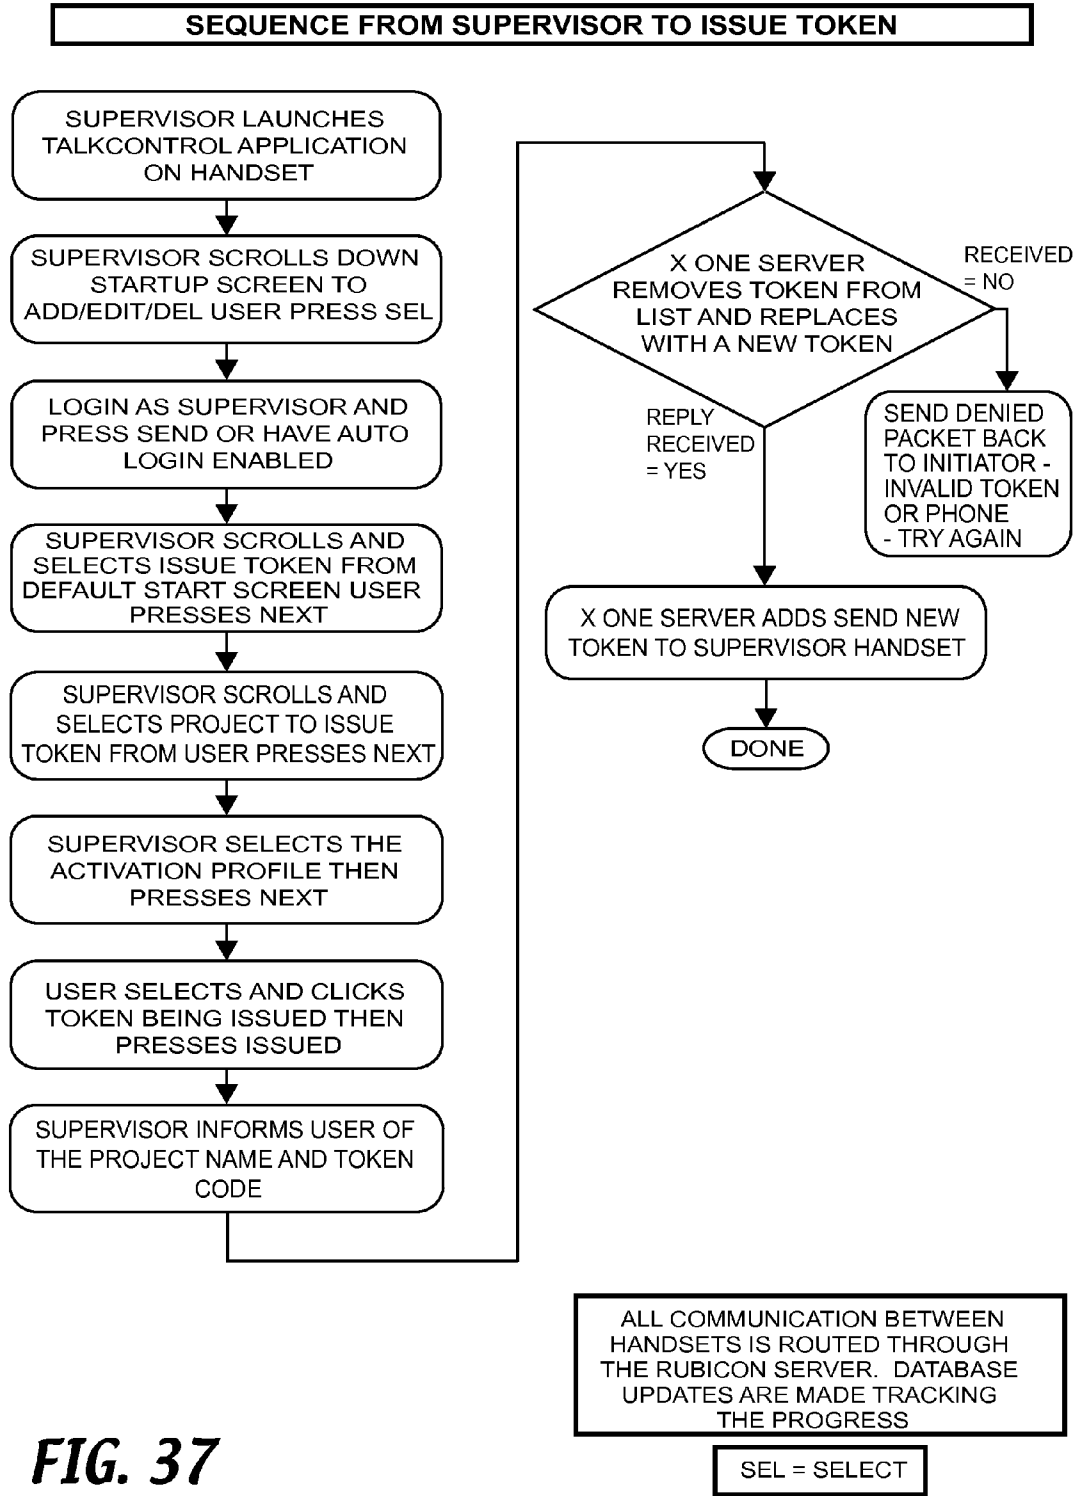 SEQUENCE FROM SUPERVISOR TO ISSUE TOKEN
SUPERVISOR LAUNCHES
TALKCONTROL APPLICATION
ON HANDSET
SUPERVISOR SCROLLS DOWN
STARTUP SCREEN TO
ADD/EDIT/DEL USER PRESS SEL
LOGIN AS SUPERVISOR AND
PRESS SEND OR HAVE AUTO
LOGIN ENABLED
SUPERVISOR SCROLLS AND
SELECTS ISSUE TOKEN FROM
DEFAULT START SCREEN USER
PRESSES NEXT
SUPERVISOR SCROLLS AND
SELECTS PROJECT TO ISSUE
TOKEN FROM USER PRESSES NEXT
SUPERVISOR SELECTS THE
ACTIVATION PROFILE THEN
PRESSES NEXT
USER SELECTS AND CLICKS
TOKEN BEING ISSUED THEN
PRESSES ISSUED
SUPERVISOR INFORMS USER OF
THE PROJECT NAME AND TOKEN
CODE
X ONE SERVER
REMOVES TOKEN FROM
LIST AND REPLACES
WITH A NEW TOKEN
RECEIVED
= NO
SEND DENIED
PACKET BACK
TO INITIATOR -
INVALID TOKEN
OR PHONE
- TRY AGAIN
REPLY
RECEIVED
= YES
X ONE SERVER ADDS SEND NEW
TOKEN TO SUPERVISOR HANDSET
DONE
ALL COMMUNICATION BETWEEN
HANDSETS IS ROUTED THROUGH
THE RUBICON SERVER. DATABASE
UPDATES ARE MADE TRACKING
THE PROGRESS
SEL = SELECT
FIG. 37